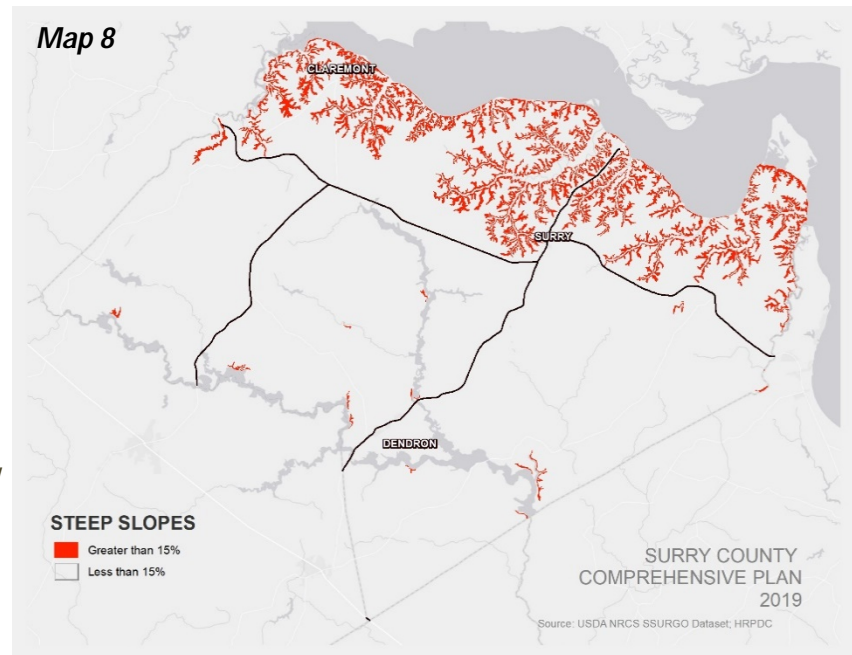 Map 8
CLAREMONT
SURRY
DENDRON
STEEP SLOPES
Greater than 15%
Less than 15%
SURRY COUNTY
COMPREHENSIVE PLAN
2019
Source: USDA NRCS SSURGO Dataset; HRPDC